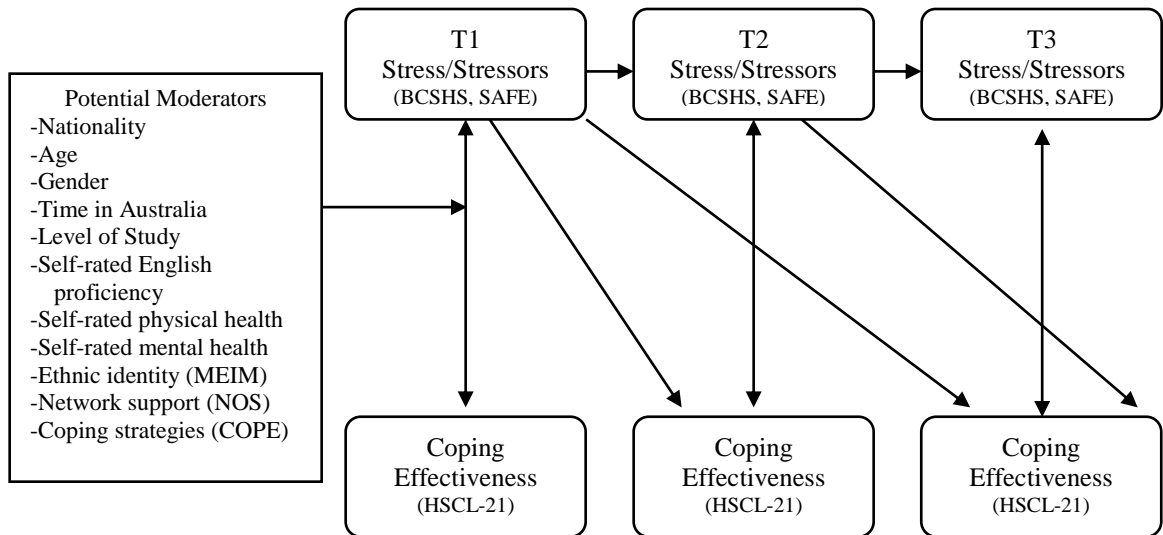 Potential Moderators
-Nationality
-Age
-Gender
-Time in Australia
-Level of Study
-Self-rated English
proficiency
-Self-rated physical health
-Self-rated mental health
-Ethnic identity (MEIM)
-Network support (NOS)
-Coping strategies (COPE)
T1
Stress/Stressors
(BCSHS, SAFE)
T2
Stress/Stressors
(BCSHS, SAFE)
T3
Stress/Stressors
(BCSHS, SAFE)
Coping
Effectiveness
(HSCL-21)
Coping
Effectiveness
(HSCL-21)
Coping
Effectiveness
(HSCL-21)